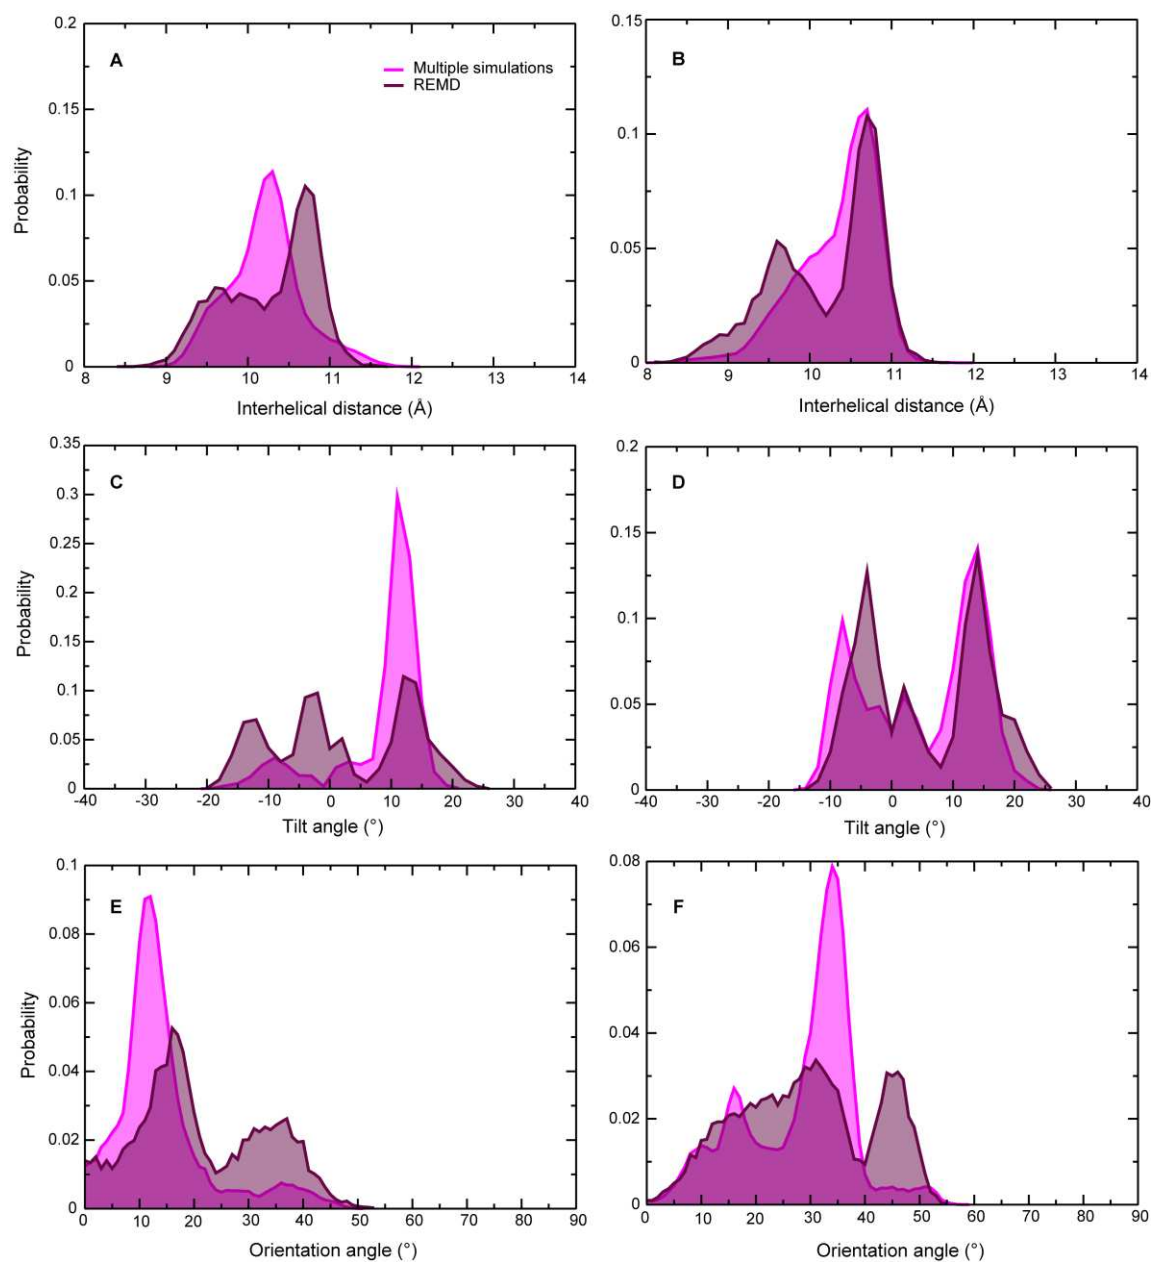 A
Multiple simulations
REMD
Probability
0.2
0.15
0.1
0.05
0
8 9 10 11 12 13 14
Interhelical distance (Å)
B
0.15
0.1
0.05
0
8 9 10 11 12 13 14
Interhelical distance (Å)
C
Probability
0.35
0.3
0.25
0.2
0.15
0.1
0.05
0
-40 -30 -20 -10 0 10 20 30 40
Tilt angle (°)
D
0.2
0.15
0.1
0.05
0
-40 -30 -20 -10 0 10 20 30 40
Tilt angle (°)
E
Probability
0.1
0.08
0.06
0.04
0.02
0
0 10 20 30 40 50 60 70 80 90
Orientation angle (°)
F
0.08
0.06
0.04
0.02
0
0 10 20 30 40 50 60 70 80 90
Orientation angle (°)